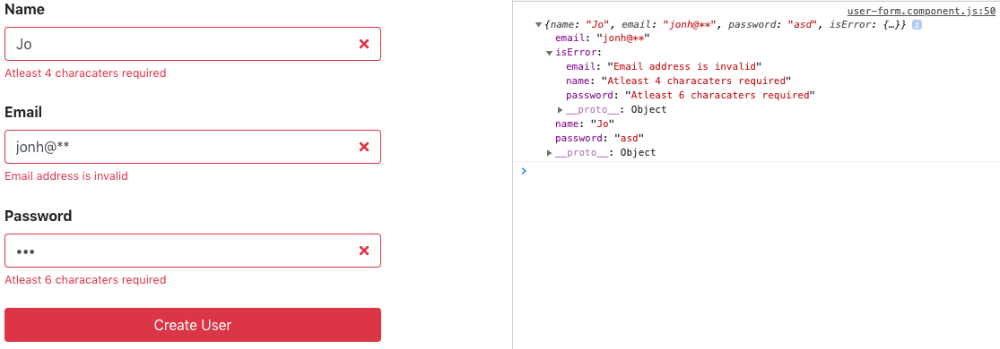 Name
Jo
Atleast 4 characaters required
Email
jonh@**
Email address is invalid
Password
•••
Atleast 6 characaters required
Create User
user-form.component.js:50
{name: "Jo", email: "jonh@**", password: "asd", isError: {…}} i
email: "jonh@**"
isError:
email: "Email address is invalid"
name: "Atleast 4 characaters required"
password: "Atleast 6 characaters required"
__proto__: Object
name: "Jo"
password: "asd"
__proto__: Object